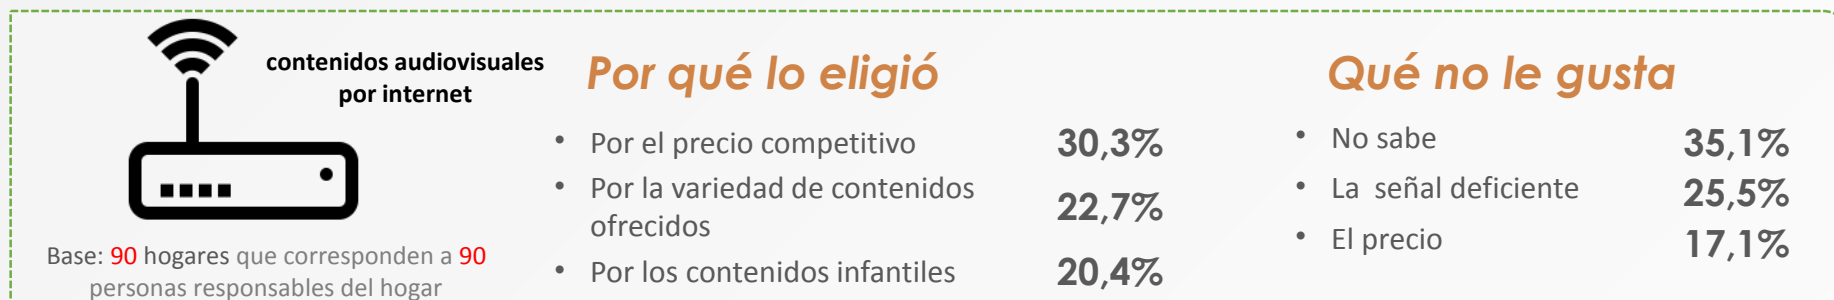 contenidos audiovisuales
por internet
Base: 90 hogares que corresponden a 90
personas responsables del hogar
Por qué lo eligió
• Por el precio competitivo 30,3%
• Por la variedad de contenidos
ofrecidos 22,7%
• Por los contenidos infantiles 20,4%
Qué no le gusta
• No sabe 35,1%
• La señal deficiente 25,5%
• El precio 17,1%